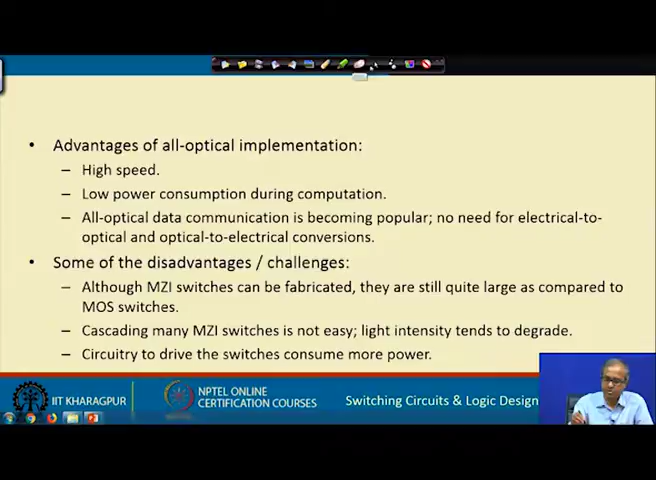 • Advantages of all-optical implementation:
– High speed.
– Low power consumption during computation.
– All-optical data communication is becoming popular; no need for electrical-to-
optical and optical-to-electrical conversions.
• Some of the disadvantages / challenges:
– Although MZI switches can be fabricated, they are still quite large as compared to
MOS switches.
– Cascading many MZI switches is not easy; light intensity tends to degrade.
– Circuitry to drive the switches consume more power.
IIT KHARAGPUR
NPTEL ONLINE
CERTIFICATION COURSES
Switching Circuits & Logic Design